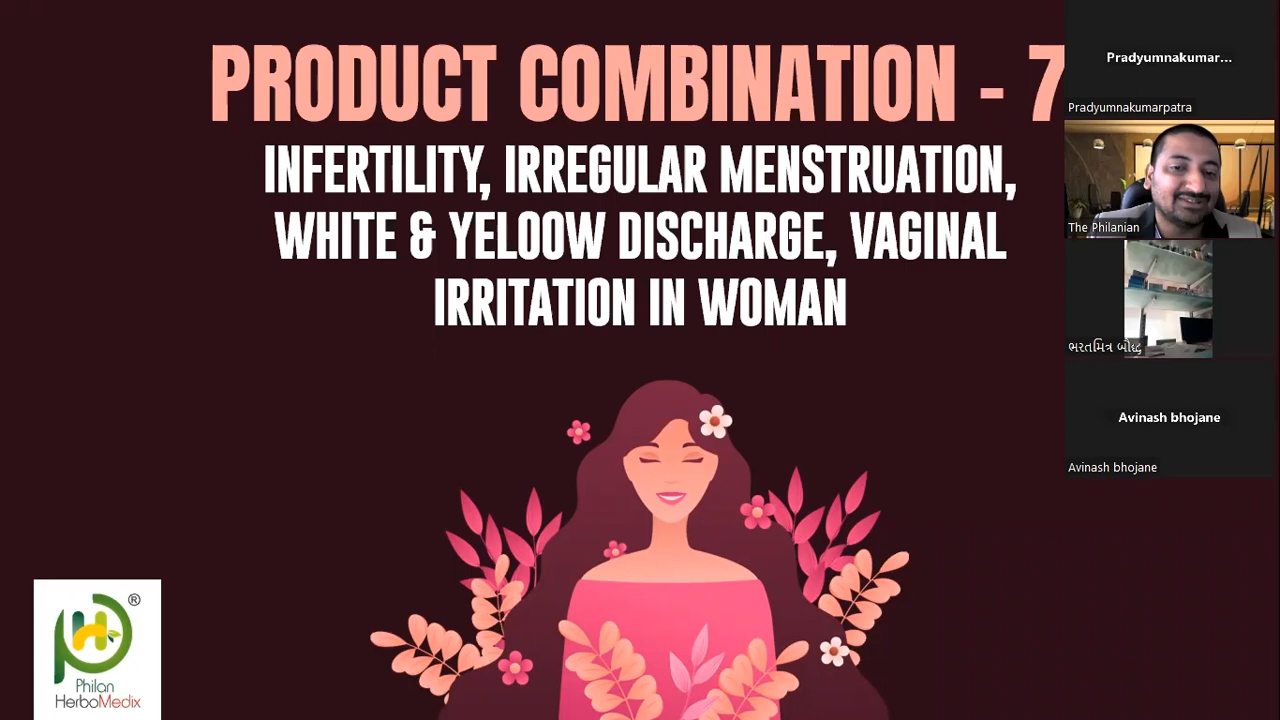 PRODUCT COMBINATION - 7
INFERTILITY, IRREGULAR MENSTRUATION,
WHITE & YELOOW DISCHARGE, VAGINAL
IRRITATION IN WOMAN
Pradyumnakumar...
Pradyumnakumarpatra
The Philanian
ભરતમિત્ર બૌદ્ધ
Avinash bhojane
Avinash bhojane
®
Philan
HerboMedix